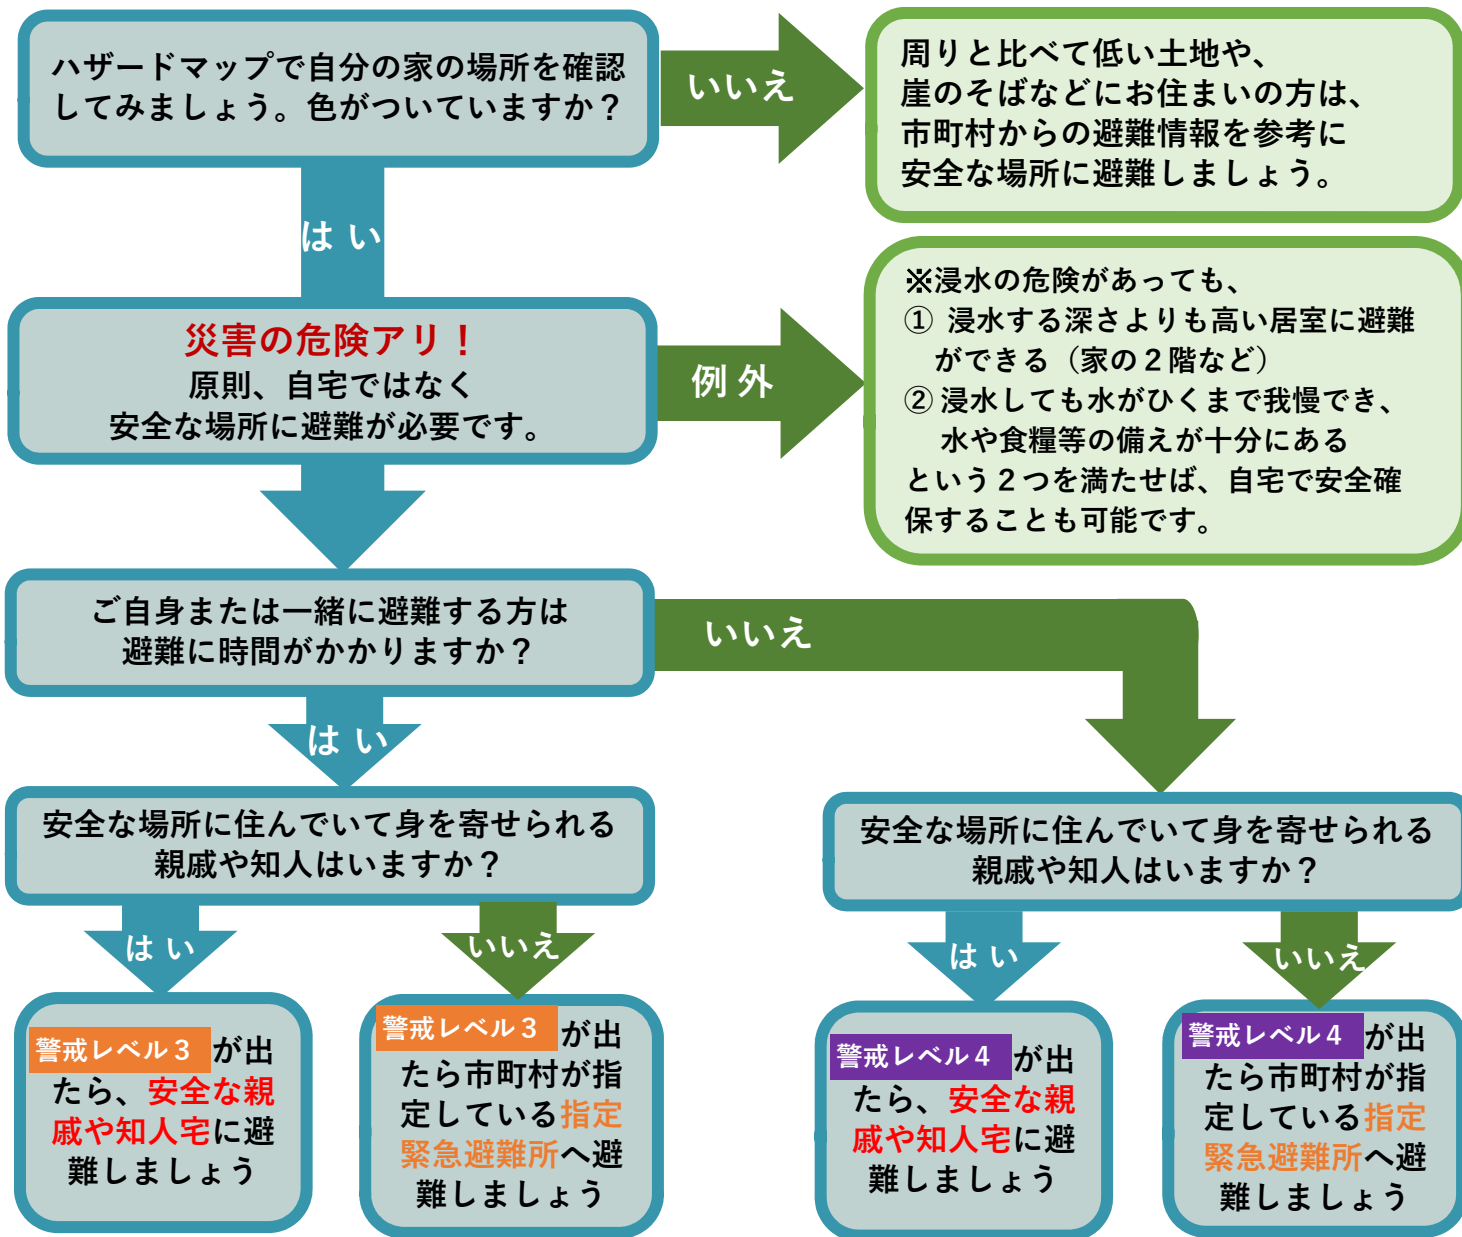 ハザードマップで自分の家の場所を確認
してみましょう。色がついていますか？
いいえ
周りと比べて低い土地や、
崖のそばなどにお住まいの方は、
市町村からの避難情報を参考に
安全な場所に避難しましょう。
はい
災害の危険アリ！
原則、自宅ではなく
安全な場所に避難が必要です。
例外
※浸水の危険があっても、
① 浸水する深さよりも高い居室に避難
ができる（家の２階など）
② 浸水しても水がひくまで我慢でき、
水や食糧等の備えが十分にある
という２つを満たせば、自宅で安全確
保することも可能です。
ご自身または一緒に避難する方は
避難に時間がかかりますか？
いいえ
はい
安全な場所に住んでいて身を寄せられる
親戚や知人はいますか？
はい
いいえ
警戒レベル３が出
たら、安全な親
戚や知人宅に避
難しましょう
警戒レベル３が出
たら市町村が指
定している指定
緊急避難所へ避
難しましょう
安全な場所に住んでいて身を寄せられる
親戚や知人はいますか？
はい
いいえ
警戒レベル４が出
たら、安全な親
戚や知人宅に避
難しましょう
警戒レベル４が出
たら市町村が指
定している指定
緊急避難所へ避
難しましょう